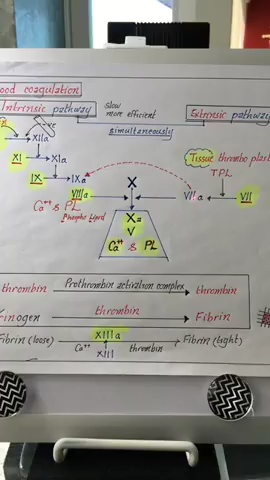 ood coagulation
Intrinsic pathway
Slow
more efficient
Extrinsic pathway
simultaneously
XIIa
XI XIa
Tissue thrombo plast
TPL
IX IXa
X
VIIIa
VIIa VII
Ca++ & PL
Phospho Lipid
Xa
V
Ca++ & PL
thrombin Prothrombin activation complex thrombin
rinogen thrombin Fibrin
Fibrin (loose) XIIIa Fibrin (tight)
Ca++ thrombin
XIII